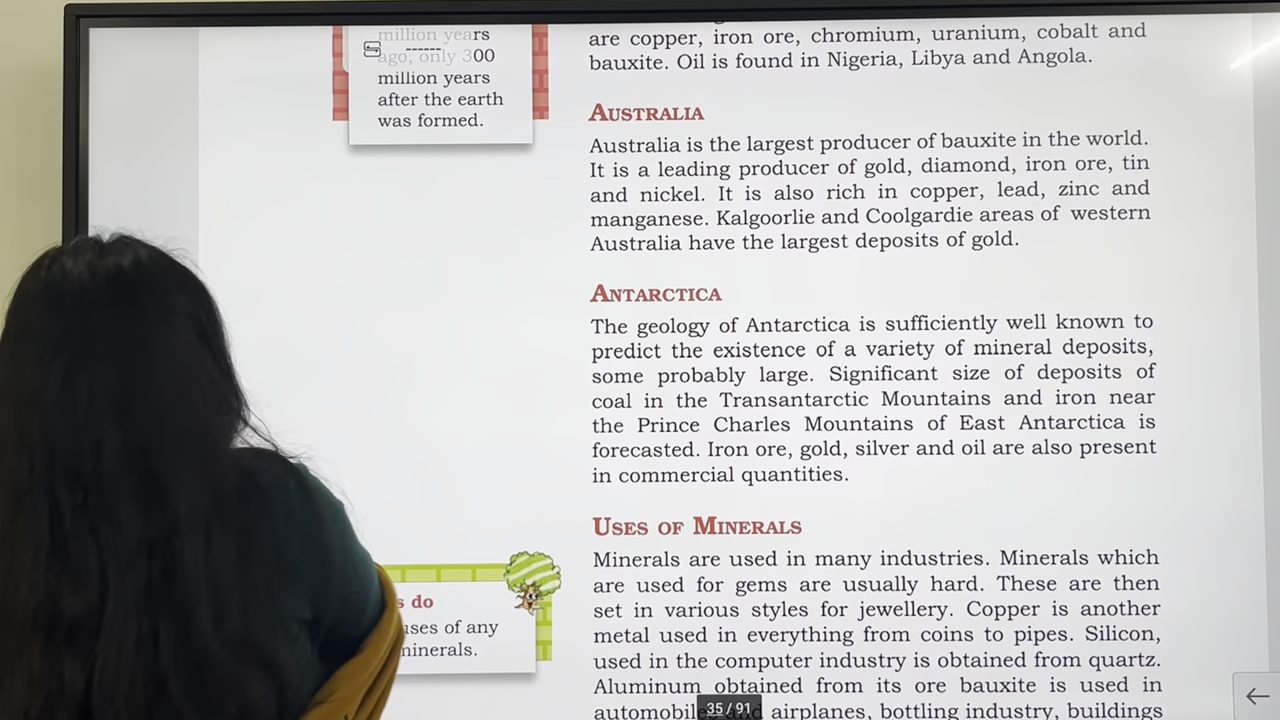 million years
ago, only 300
million years
after the earth
was formed.
are copper, iron ore, chromium, uranium, cobalt and
bauxite. Oil is found in Nigeria, Libya and Angola.
AUSTRALIA
Australia is the largest producer of bauxite in the world.
It is a leading producer of gold, diamond, iron ore, tin
and nickel. It is also rich in copper, lead, zinc and
manganese. Kalgoorlie and Coolgardie areas of western
Australia have the largest deposits of gold.
ANTARCTICA
The geology of Antarctica is sufficiently well known to
predict the existence of a variety of mineral deposits,
some probably large. Significant size of deposits of
coal in the Transantarctic Mountains and iron near
the Prince Charles Mountains of East Antarctica is
forecasted. Iron ore, gold, silver and oil are also present
in commercial quantities.
USES OF MINERALS
Minerals are used in many industries. Minerals which
are used for gems are usually hard. These are then
set in various styles for jewellery. Copper is another
metal used in everything from coins to pipes. Silicon,
used in the computer industry is obtained from quartz.
Aluminum obtained from its ore bauxite is used in
airplanes, bottling industry, buildings
do
uses of any
minerals.
35 / 91